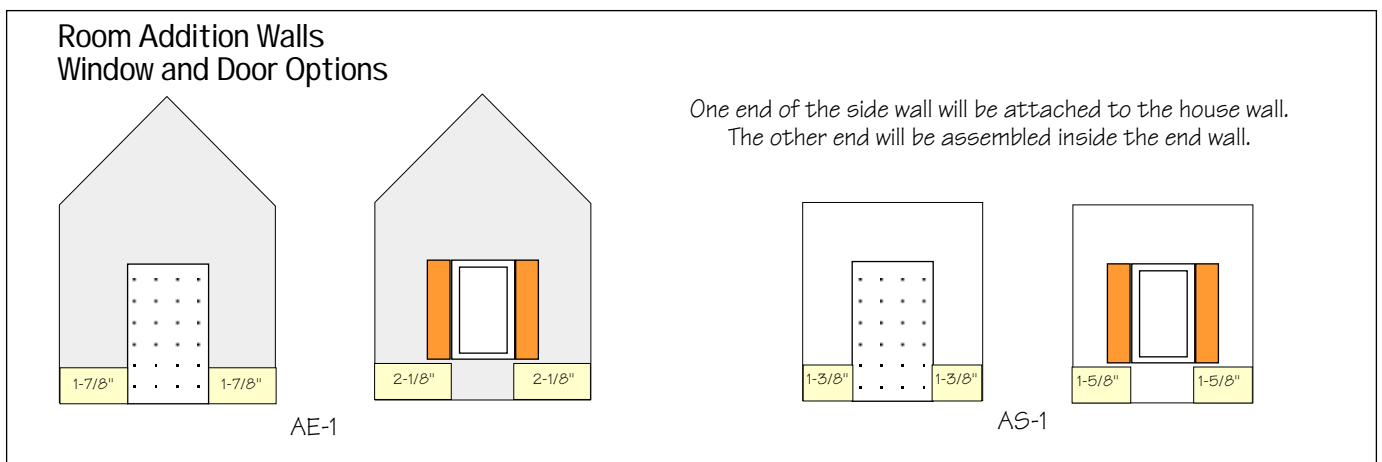 Room Addition Walls
Window and Door Options
One end of the side wall will be attached to the house wall.
The other end will be assembled inside the end wall.
1-7/8" 1-7/8" 2-1/8" 2-1/8" 1-3/8" 1-3/8" 1-5/8" 1-5/8"
AE-1 AS-1